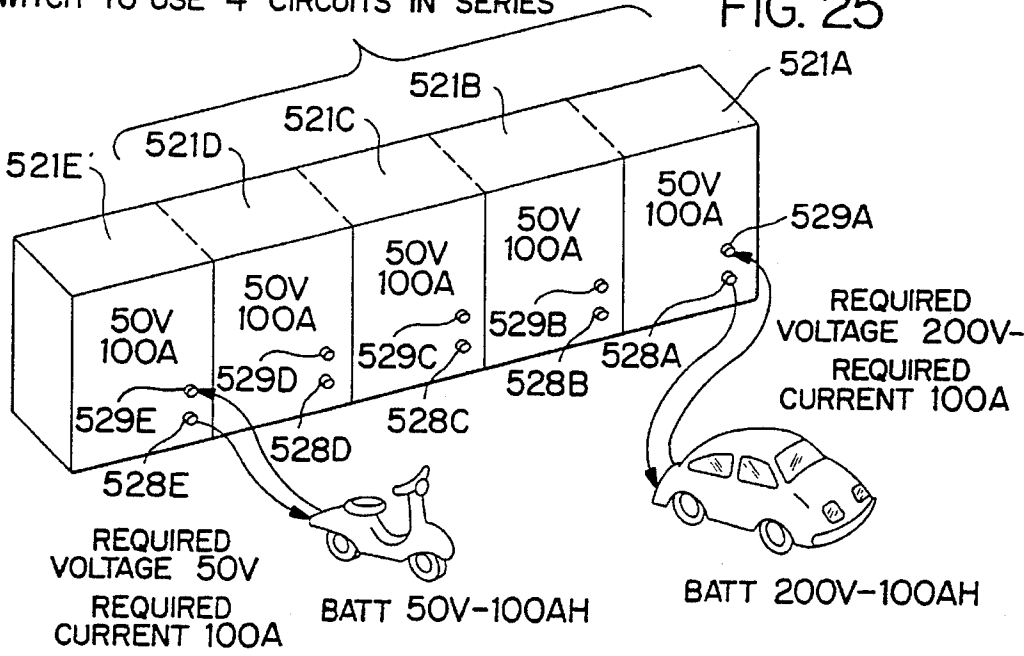 WITCH TO USE 4 CIRCUITS IN SERIES
FIG. 25
521A
521B
521C
521D
521E
50V
100A
529A
50V
100A
529B
528A
50V
100A
529C
528B
50V
100A
529D
528C
50V
100A
529E
528D
528E
REQUIRED
VOLTAGE 200V-
REQUIRED
CURRENT 100A
REQUIRED
VOLTAGE 50V
REQUIRED
CURRENT 100A
BATT 50V-100AH
BATT 200V-100AH